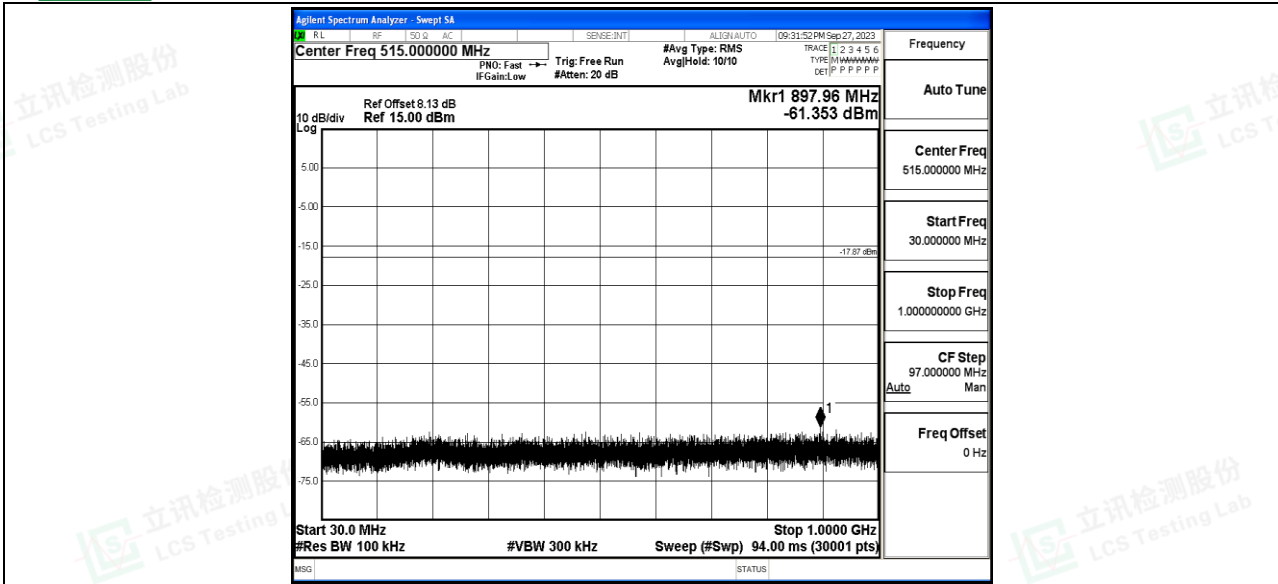 Agilent Spectrum Analyzer - Swept SA
RL RF 50 Ω AC SENSE:INT ALIGN AUTO 09:31:52 PM Sep 27, 2023
Center Freq 515.000000 MHz
PNO: Fast
IFGain:Low
Trig: Free Run
#Atten: 20 dB
#Avg Type: RMS
Avg|Hold: 10/10
TRACE 1 2 3 4 5 6
TYPE M
DET P P P P P P
Mkr1 897.96 MHz
-61.353 dBm
Ref Offset 8.13 dB
10 dB/div Ref 15.00 dBm
Log
5.00
-5.00
-15.0
-17.87 dBm
-25.0
-35.0
-45.0
-55.0
1
-65.0
-75.0
Start 30.0 MHz Stop 1.0000 GHz
#Res BW 100 kHz #VBW 300 kHz Sweep (#Swp) 94.00 ms (30001 pts)
MSG STATUS
Frequency
Auto Tune
Center Freq
515.000000 MHz
Start Freq
30.000000 MHz
Stop Freq
1.000000000 GHz
CF Step
97.000000 MHz
Auto Man
Freq Offset
0 Hz
立讯检测股份
LCS Testing Lab
立讯检
LCS T
立讯检测股份
LCS Testing L
立讯检测股份
LCS Testing Lab